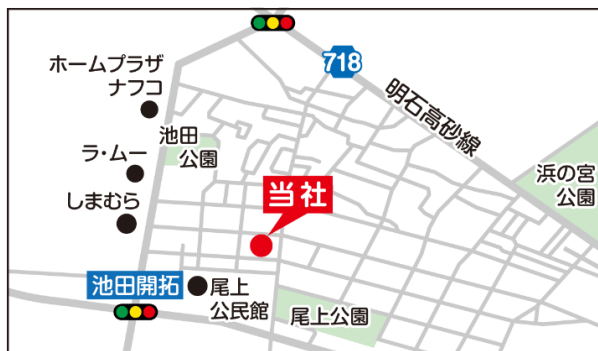 718
明石高砂線
ホームプラザ
ナフコ
池田
公園
ラ・ムー
しまむら
当社
浜の宮
公園
池田開拓
尾上
公民館
尾上公園